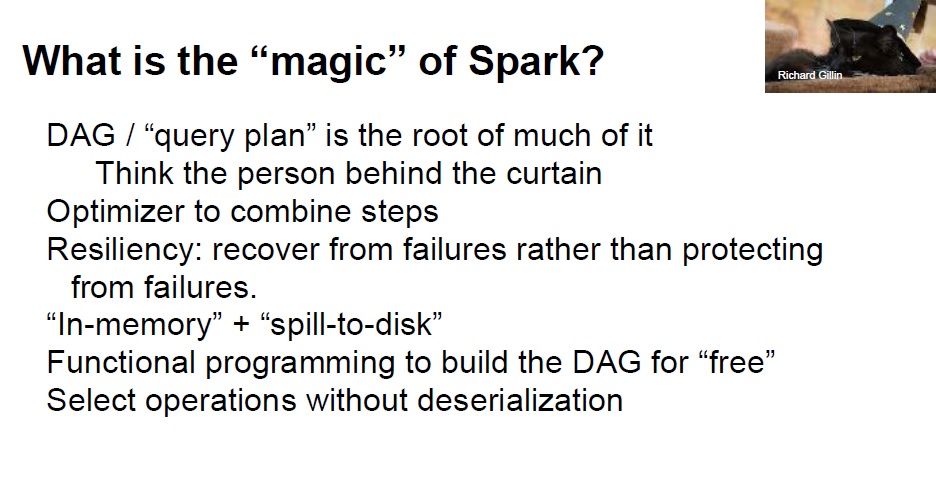 What is the “magic” of Spark?
Richard Gillin
DAG / “query plan” is the root of much of it
Think the person behind the curtain
Optimizer to combine steps
Resiliency: recover from failures rather than protecting
from failures.
“In-memory” + “spill-to-disk”
Functional programming to build the DAG for “free”
Select operations without deserialization